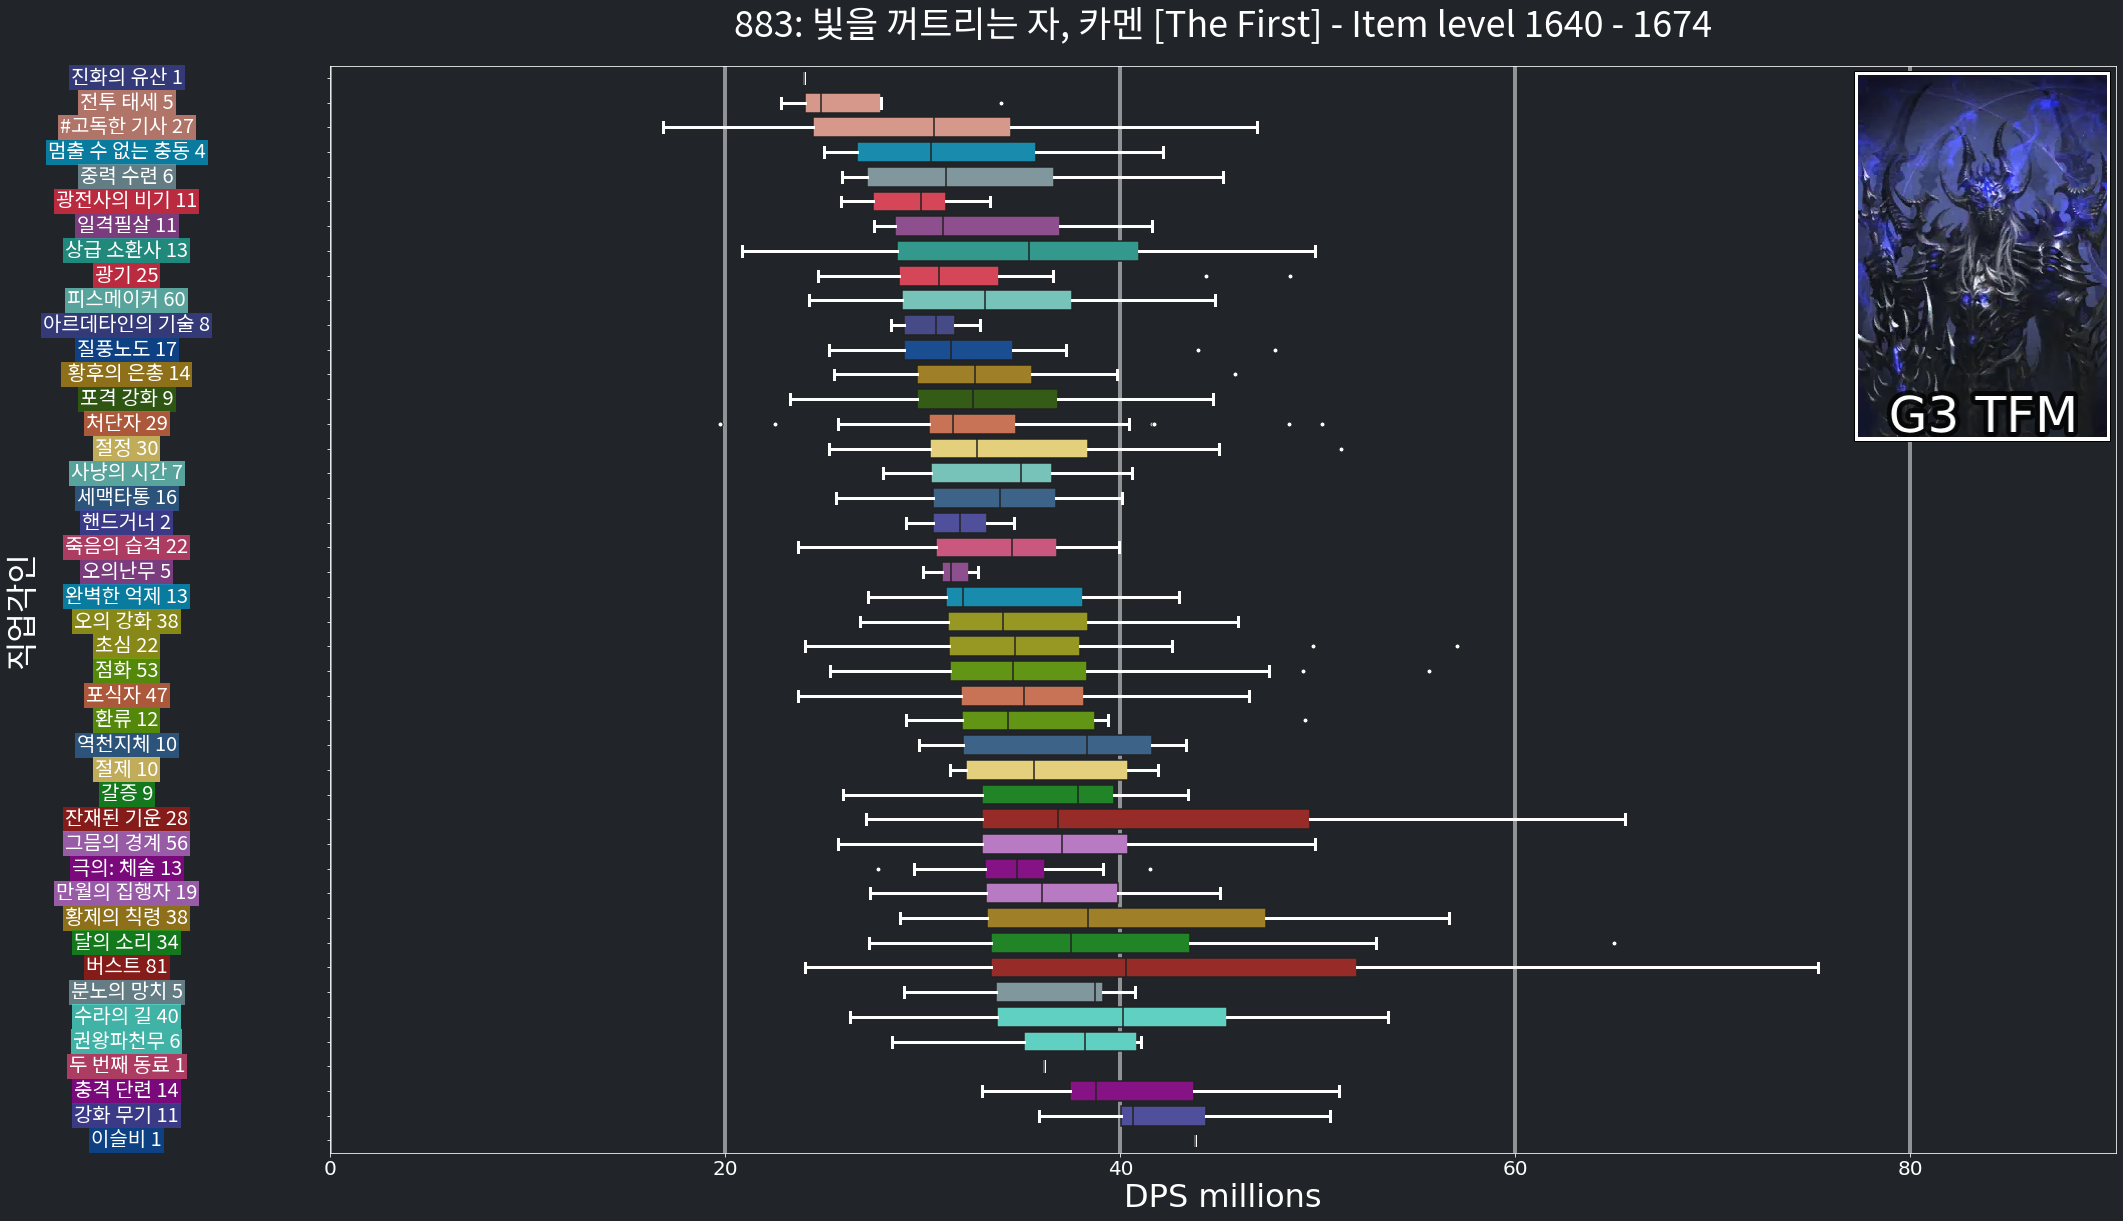 883: 빛을 꺼트리는 자, 카멘 [The First] - Item level 1640 - 1674
진화의 유산 1
전투 태세 5
#고독한 기사 27
멈출 수 없는 충동 4
중력 수련 6
광전사의 비기 11
일격필살 11
상급 소환사 13
광기 25
피스메이커 60
아르데타인의 기술 8
질풍노도 17
황후의 은총 14
포격 강화 9
처단자 29
절정 30
사냥의 시간 7
세맥타통 16
핸드거너 2
죽음의 습격 22
오의난무 5
완벽한 억제 13
오의 강화 38
초심 22
점화 53
포식자 47
환류 12
역천지체 10
절제 10
갈증 9
잔재된 기운 28
그믐의 경계 56
극의: 체술 13
만월의 집행자 19
황제의 칙령 38
달의 소리 34
버스트 81
분노의 망치 5
수라의 길 40
권왕파천무 6
두 번째 동료 1
충격 단련 14
강화 무기 11
이슬비 1
직업각인
G3 TFM
0 20 40 60 80
DPS millions